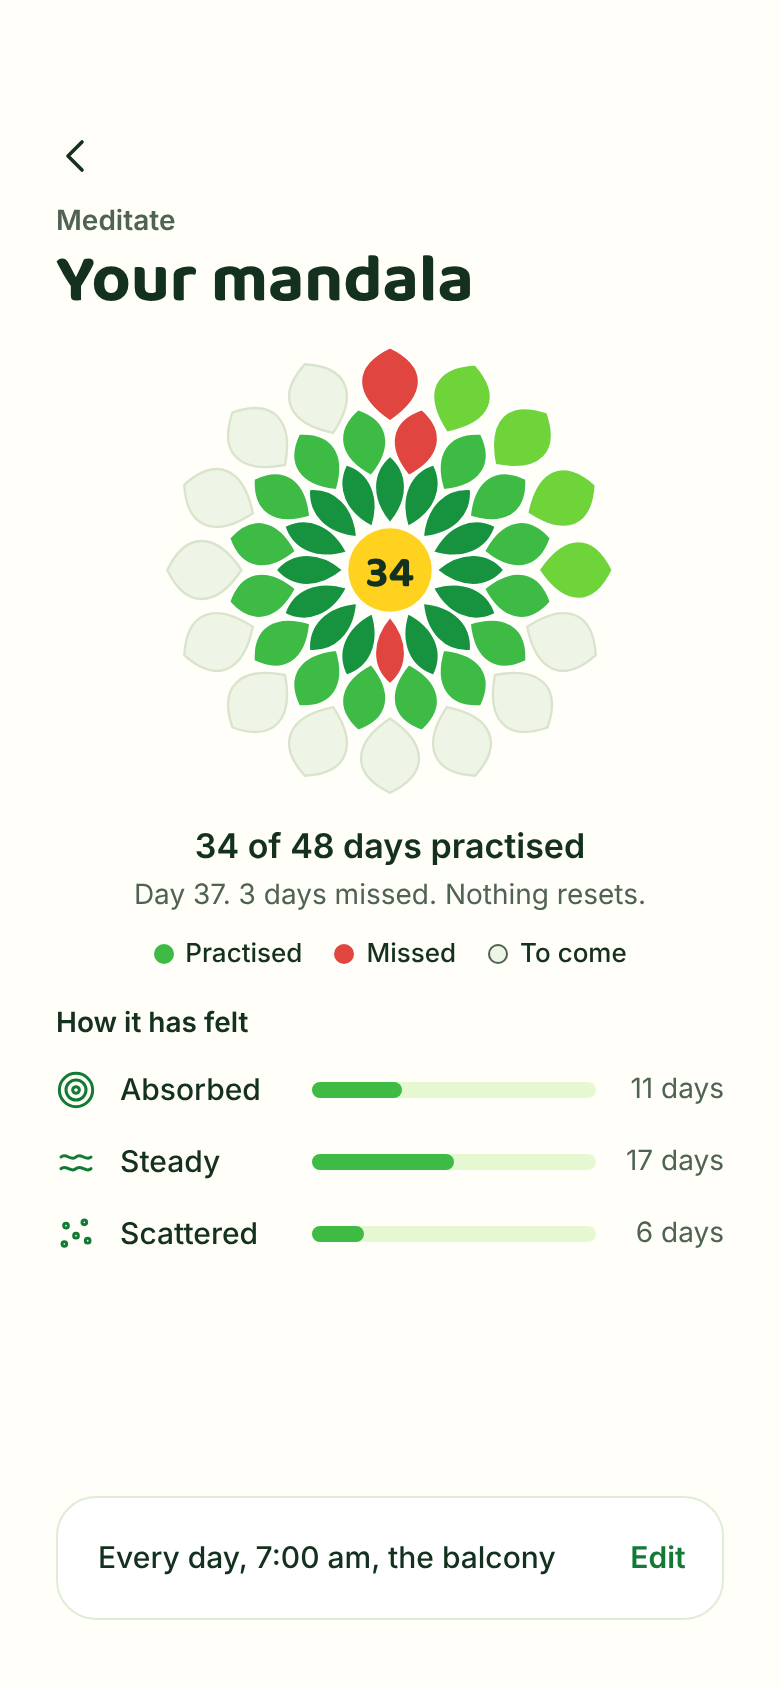 Meditate
Your mandala
34
34 of 48 days practised
Day 37. 3 days missed. Nothing resets.
Practised Missed To come
How it has felt
Absorbed 11 days
Steady 17 days
Scattered 6 days
Every day, 7:00 am, the balcony Edit